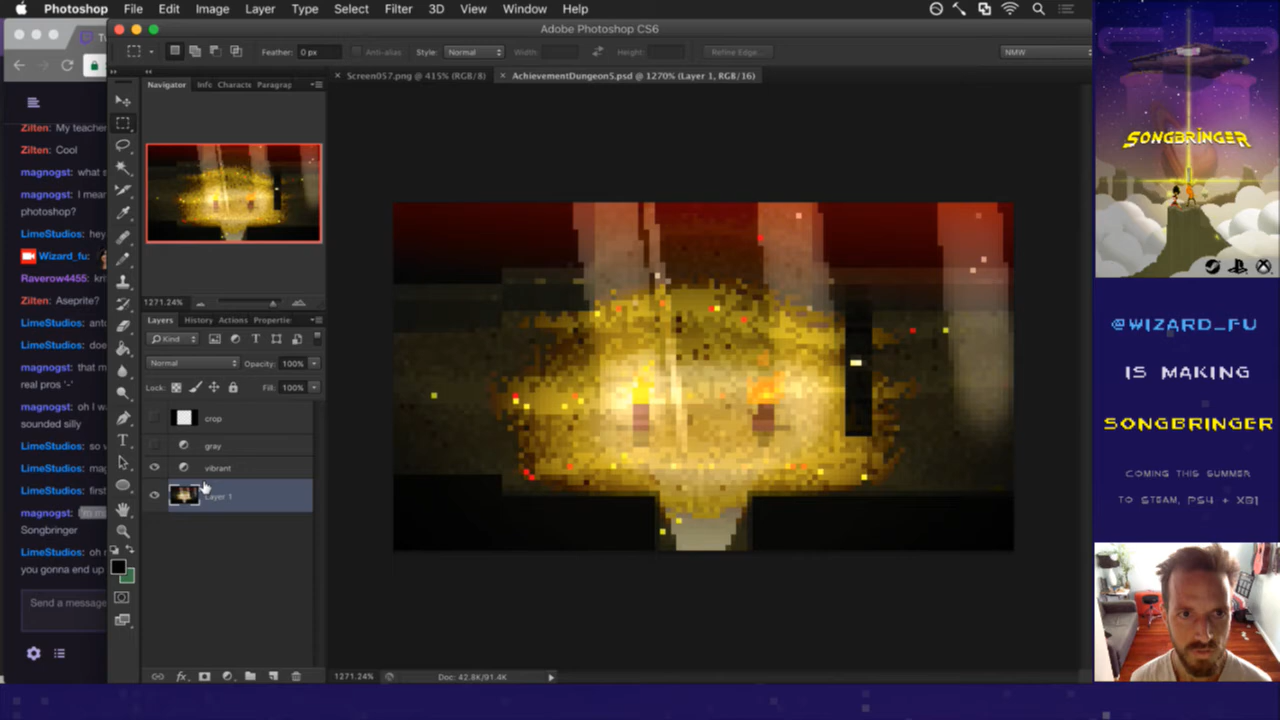 Photoshop File Edit Image Layer Type Select Filter 3D View Window Help
Adobe Photoshop CS6
Feather: 0 px Anti-alias Style: Normal Width: Height: Refine Edge... NMW
Navigator Info Characts Paragrap
× Screen057.png @ 415% (RGB/8) × AchievementDungeon5.psd @ 1270% (Layer 1, RGB/16)
Zilten: My teacher
Zilten: Cool
magnogst: what s
magnogst: I mean
photoshop?
LimeStudios: hey
Wizard_fu:
Raverow4455: kri
Zilten: Aseprite?
LimeStudios: anto
LimeStudios: doe
magnogst: that m
real pros '-'
magnogst: oh I wa
sounded silly
LimeStudios: so w
LimeStudios: mag
LimeStudios: first
magnogst: i'm m
Songbringer
LimeStudios: oh n
you gonna end up
Send a message
1271.24%
Layers History Actions Propertie
Kind
Normal Opacity: 100%
Lock: Fill: 100%
crop
gray
vibrant
Layer 1
1271.24% Doc: 42.8K/91.4K
SONGBRINGER
@WIZARD_FU
IS MAKING
SONGBRINGER
COMING THIS SUMMER
TO STEAM, PS4 + XB1